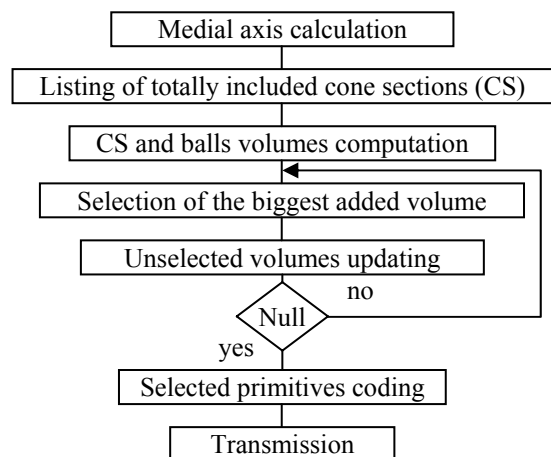 Medial axis calculation
Listing of totally included cone sections (CS)
CS and balls volumes computation
Selection of the biggest added volume
Unselected volumes updating
no
Null
yes
Selected primitives coding
Transmission